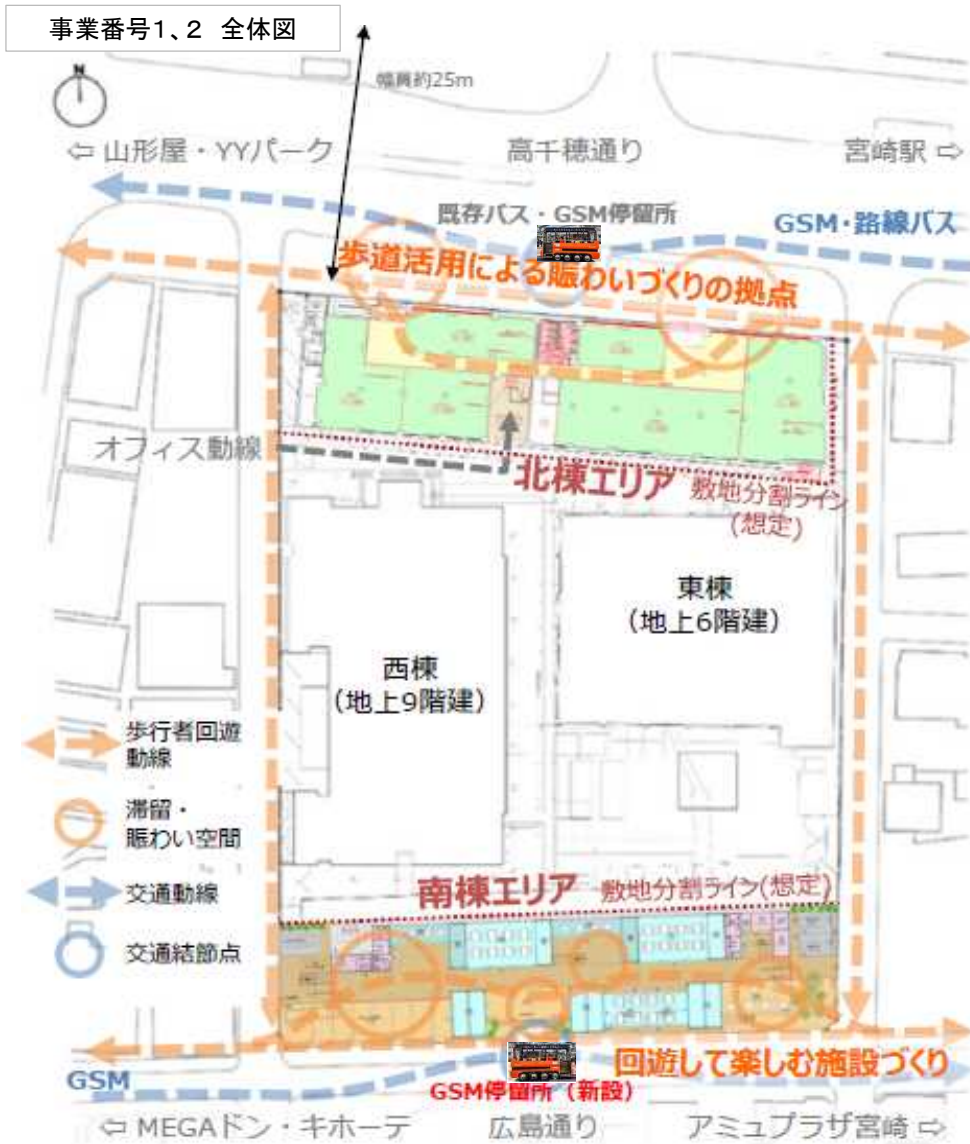 事業番号1、2 全体図
N
幅員約25m
⇦ 山形屋・YYパーク
高千穂通り
宮崎駅 ⇨
既存バス・GSM停留所
GSM・路線バス
歩道活用による賑わいづくりの拠点
オフィス動線
北棟エリア 敷地分割ライン
(想定)
東棟
(地上6階建)
西棟
(地上9階建)
歩行者回遊
動線
滞留・
賑わい空間
交通動線
交通結節点
南棟エリア 敷地分割ライン(想定)
回遊して楽しむ施設づくり
GSM
GSM停留所(新設)
⇦ MEGAドン・キホーテ
広島通り
アミュプラザ宮崎 ⇨